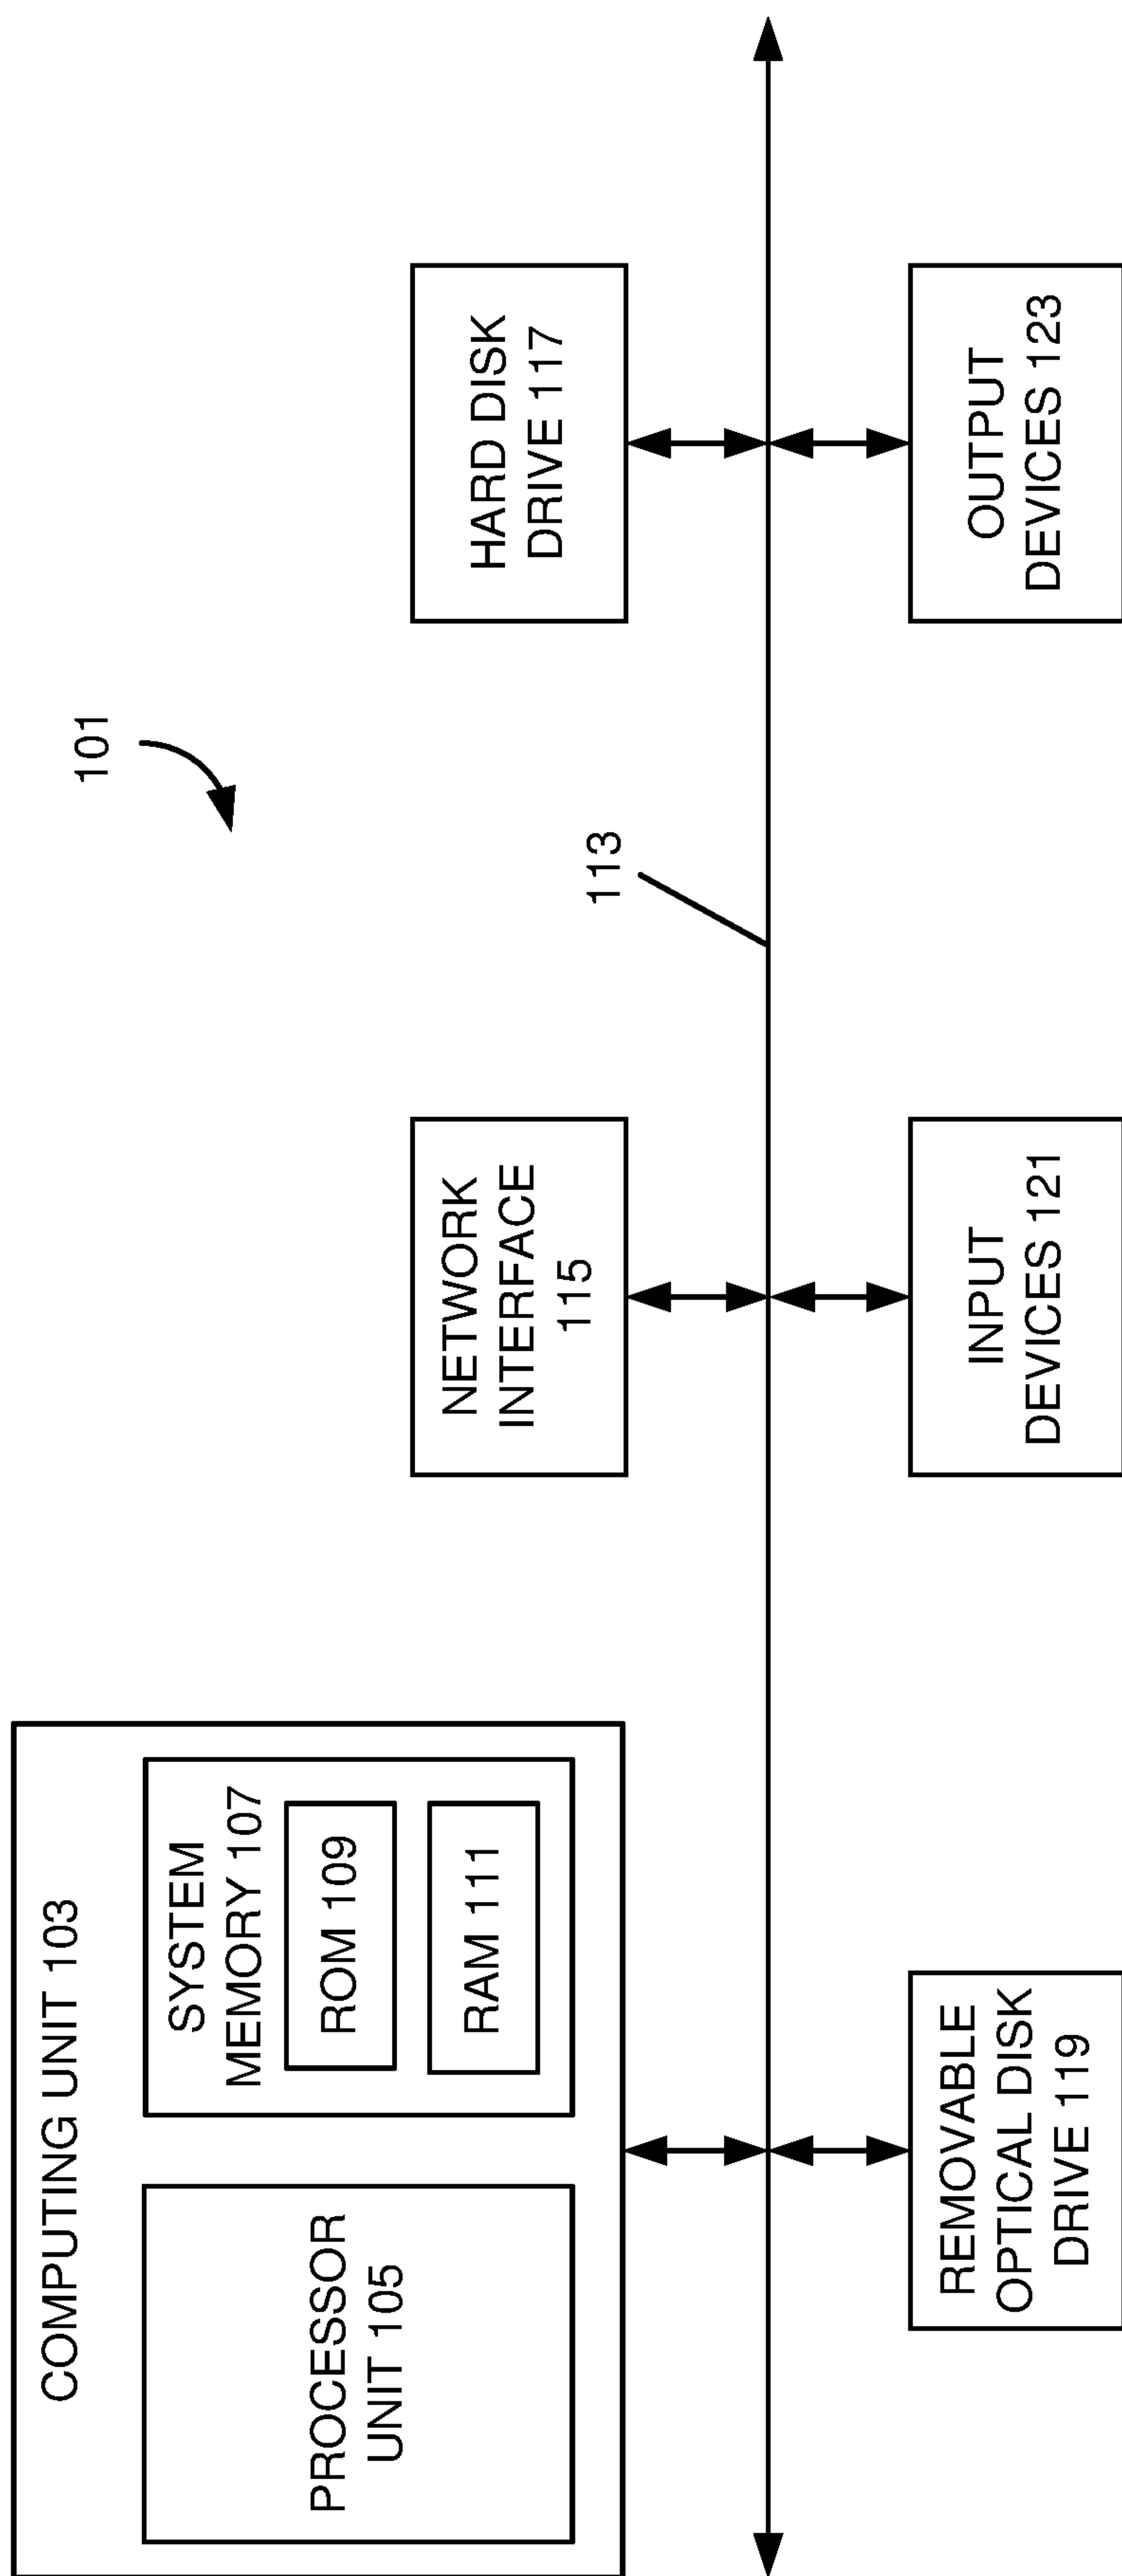 101
COMPUTING UNIT 103
PROCESSOR
UNIT 105
SYSTEM
MEMORY 107
ROM 109
RAM 111
NETWORK
INTERFACE
115
HARD DISK
DRIVE 117
113
REMOVABLE
OPTICAL DISK
DRIVE 119
INPUT
DEVICES 121
OUTPUT
DEVICES 123